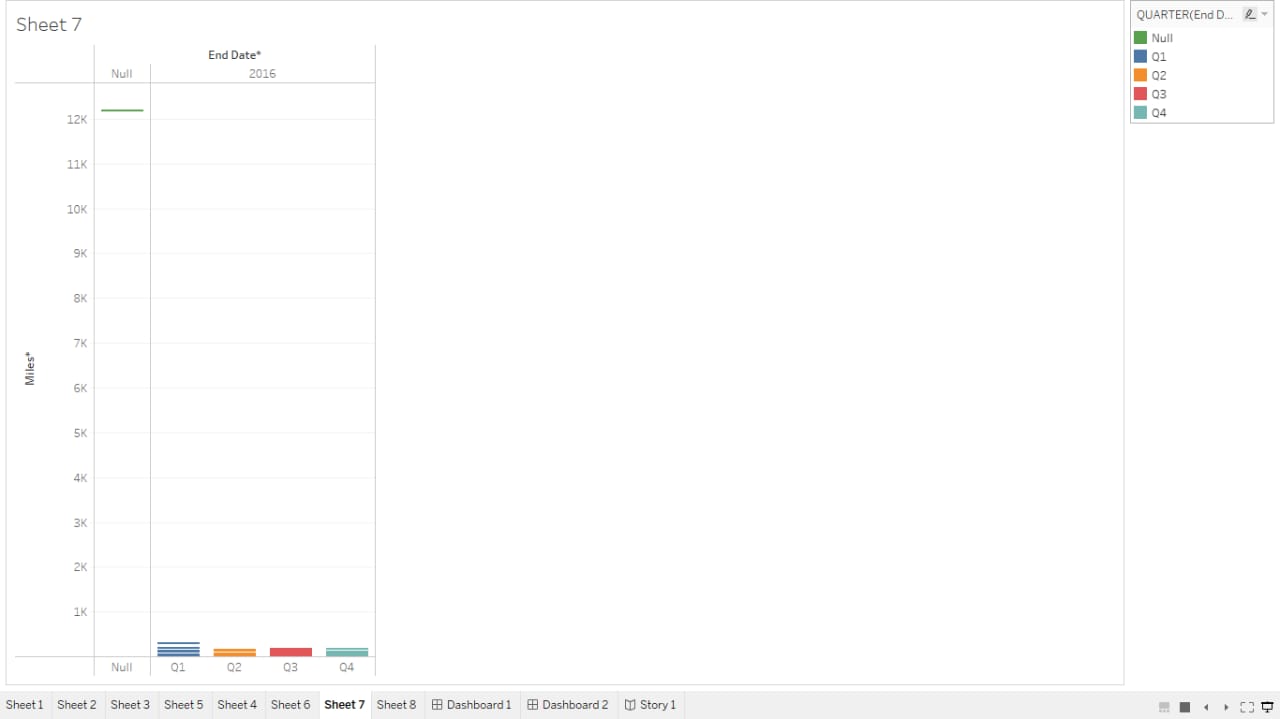 Sheet 7
QUARTER(End D...
Null
Q1
Q2
Q3
Q4
End Date*
Null 2016
12K
11K
10K
9K
8K
7K
6K
5K
4K
3K
2K
1K
Miles*
Null Q1 Q2 Q3 Q4
Sheet 1 Sheet 2 Sheet 3 Sheet 5 Sheet 4 Sheet 6 Sheet 7 Sheet 8 Dashboard 1 Dashboard 2 Story 1